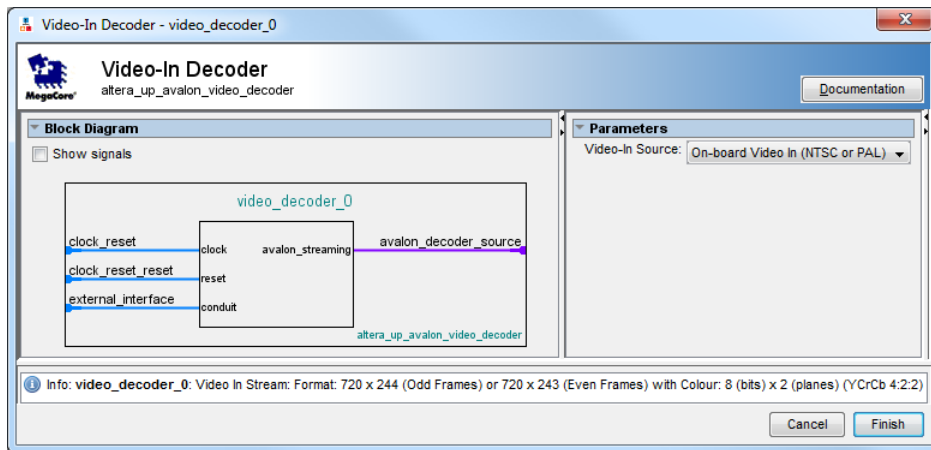 Video-In Decoder - video_decoder_0
Video-In Decoder
altera_up_avalon_video_decoder
MegaCore'
Documentation
Block Diagram
Show signals
video_decoder_0
clock_reset
clock
avalon_streaming
avalon_decoder_source
clock_reset_reset
reset
external_interface
conduit
altera_up_avalon_video_decoder
Parameters
Video-In Source: On-board Video In (NTSC or PAL)
Info: video_decoder_0: Video In Stream: Format: 720 x 244 (Odd Frames) or 720 x 243 (Even Frames) with Colour: 8 (bits) x 2 (planes) (YCrCb 4:2:2)
Cancel
Finish